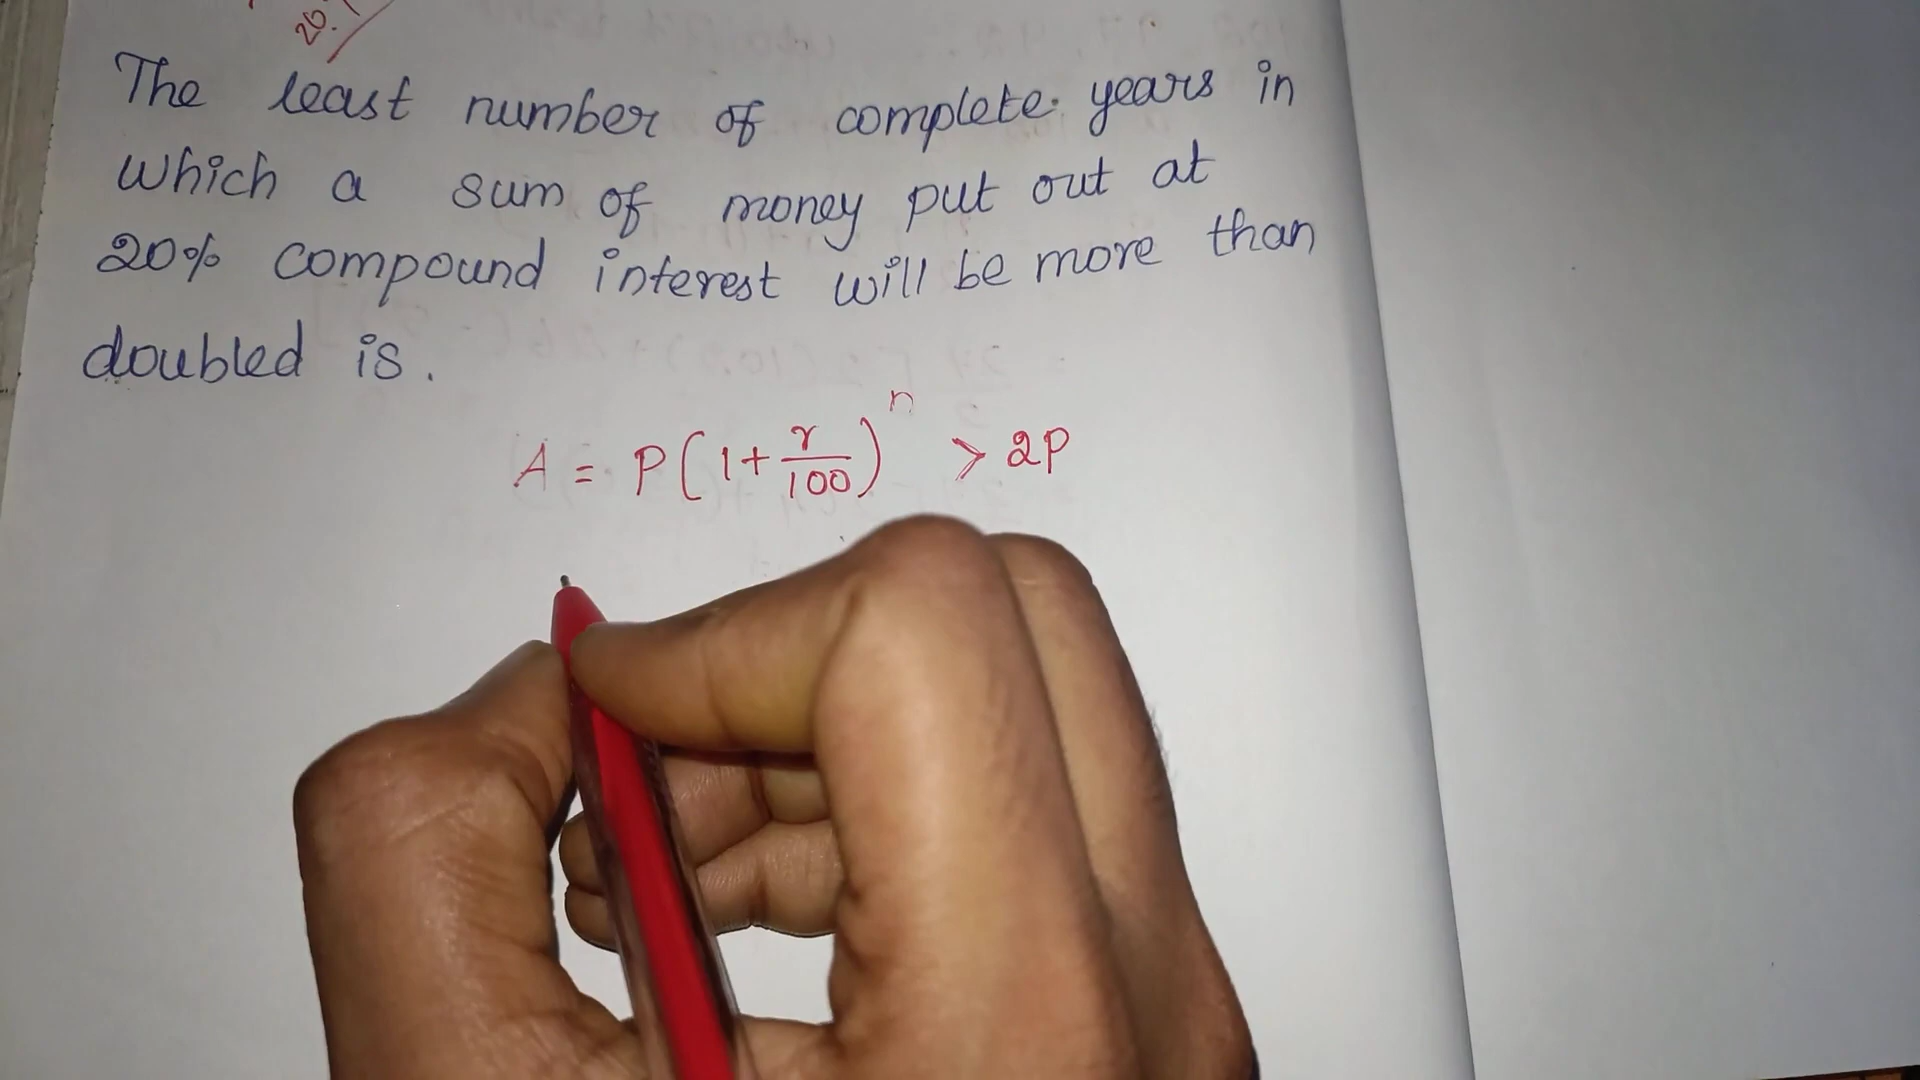 20.
The least number of complete. years in
which a sum of money put out at
20% compound interest will be more than
doubled is.
A = P(1+r/100)^n > 2P